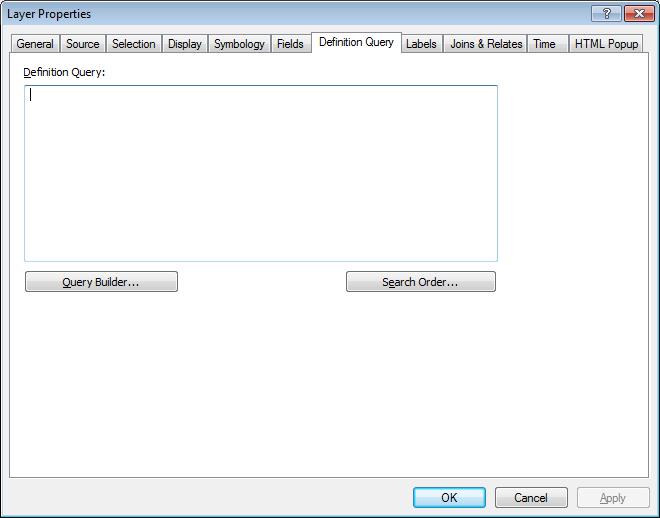 Layer Properties
?
General Source Selection Display Symbology Fields Definition Query Labels Joins & Relates Time HTML Popup
Definition Query:
Query Builder... Search Order...
OK Cancel Apply